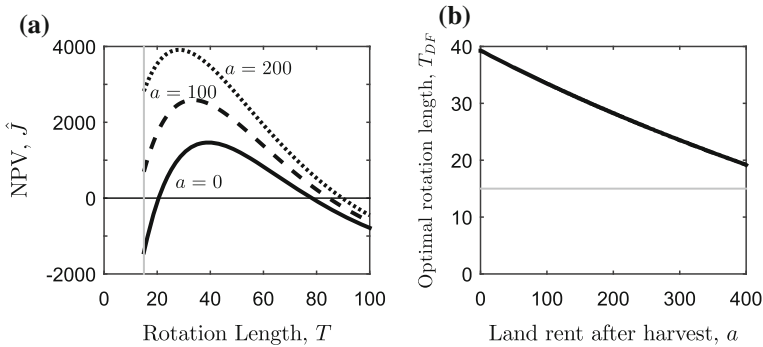 (a)
4000
2000
0
-2000
NPV, Ĵ
a = 200
a = 100
a = 0
0 20 40 60 80 100
Rotation Length, T
(b)
40
30
20
10
0
Optimal rotation length, T_DF
0 100 200 300 400
Land rent after harvest, a